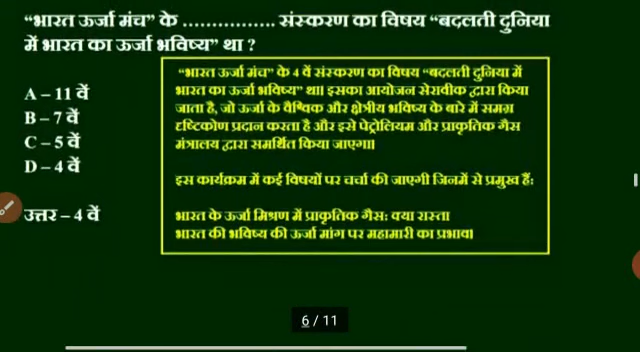 “भारत ऊर्जा मंच” के ................ संस्करण का विषय “बदलती दुनिया
में भारत का ऊर्जा भविष्य” था ?
A – 11 वें
B – 7 वें
C – 5 वें
D – 4 वें
उत्तर – 4 वें
“भारत ऊर्जा मंच” के 4 वें संस्करण का विषय “बदलती दुनिया में
भारत का ऊर्जा भविष्य” था। इसका आयोजन सेरावीक द्वारा किया
जाता है, जो ऊर्जा के वैश्विक और क्षेत्रीय भविष्य के बारे में समग्र
दृष्टिकोण प्रदान करता है और इसे पेट्रोलियम और प्राकृतिक गैस
मंत्रालय द्वारा समर्थित किया जाएगा।
इस कार्यक्रम में कई विषयों पर चर्चा की जाएगी जिनमें से प्रमुख हैं:
भारत के ऊर्जा मिश्रण में प्राकृतिक गैस: क्या रास्ता
भारत की भविष्य की ऊर्जा मांग पर महामारी का प्रभाव।
6 / 11